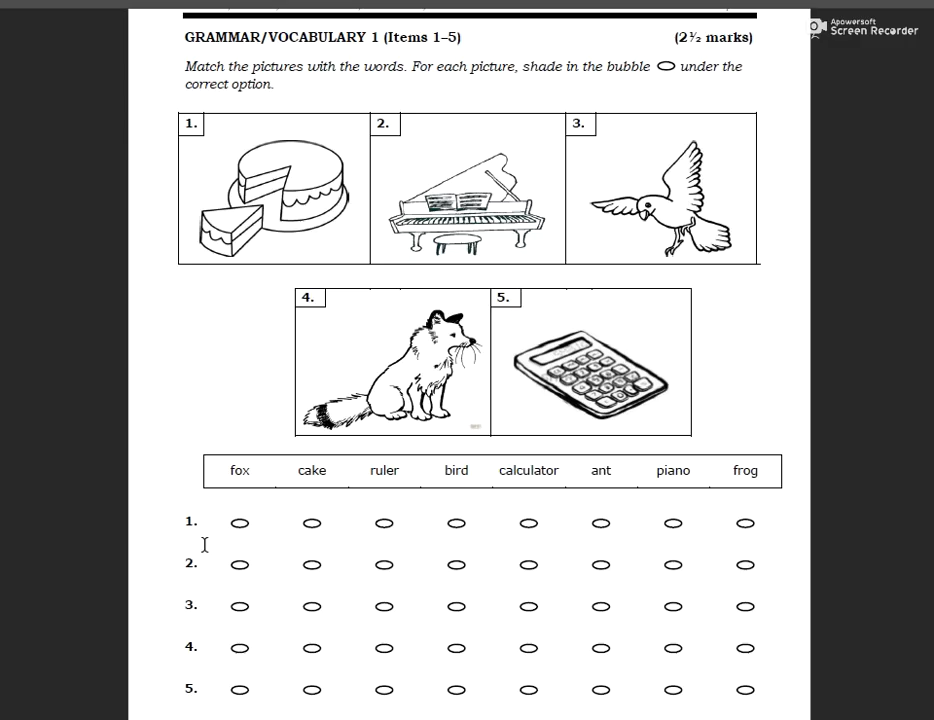 Apowersoft
Screen Recorder
GRAMMAR/VOCABULARY 1 (Items 1–5) (2½ marks)
Match the pictures with the words. For each picture, shade in the bubble under the
correct option.
1. 2. 3.
4. 5.
fox cake ruler bird calculator ant piano frog
1.
2.
3.
4.
5.